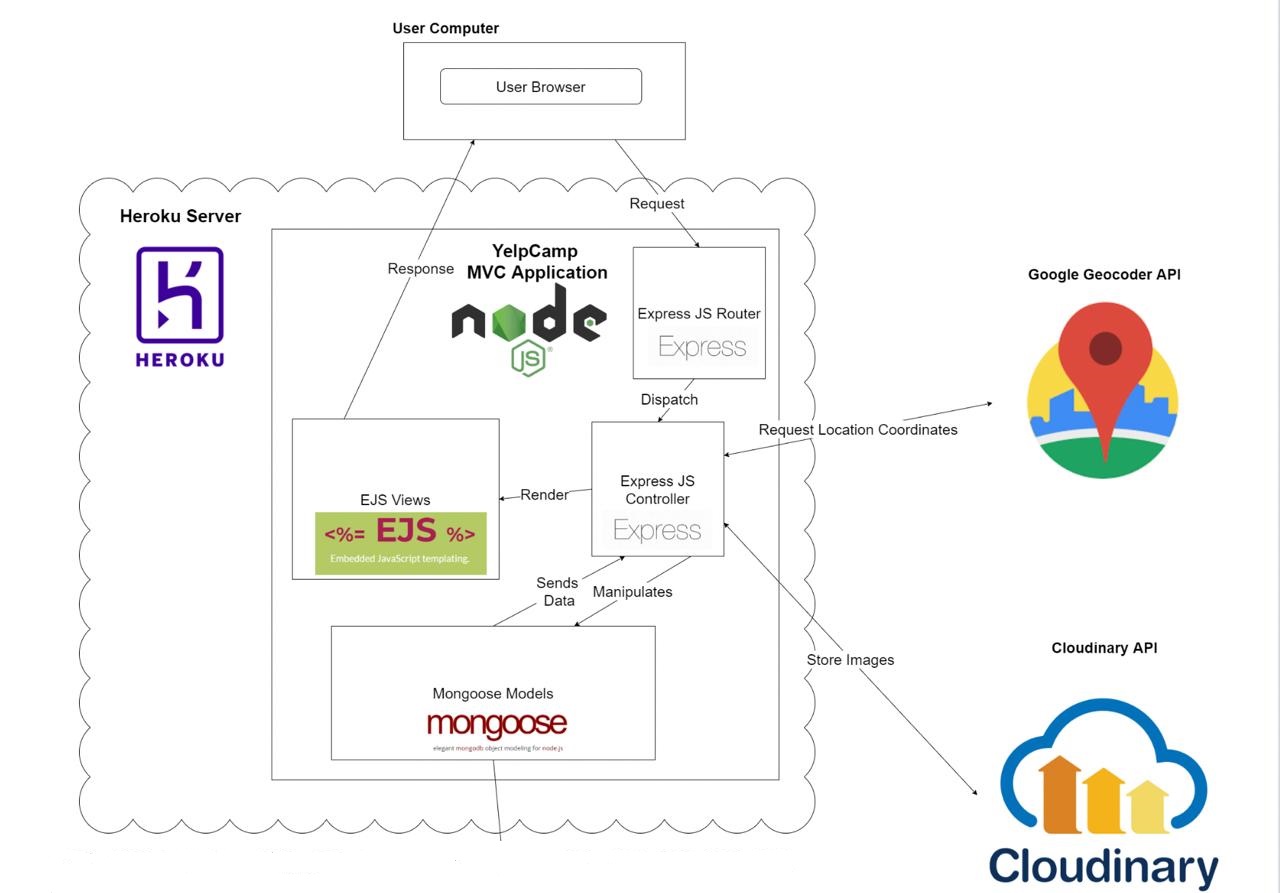 User Computer
User Browser
Request
Heroku Server
HEROKU
YelpCamp
MVC Application
node
JS
®
Response
Express JS Router
Express
Dispatch
Google Geocoder API
Request Location Coordinates
Express JS
Controller
Express
Render
EJS Views
<%= EJS %>
Embedded JavaScript templating.
Sends
Data
Manipulates
Mongoose Models
mongoose
elegant mongodb object modeling for node.js
Store Images
Cloudinary API
Cloudinary